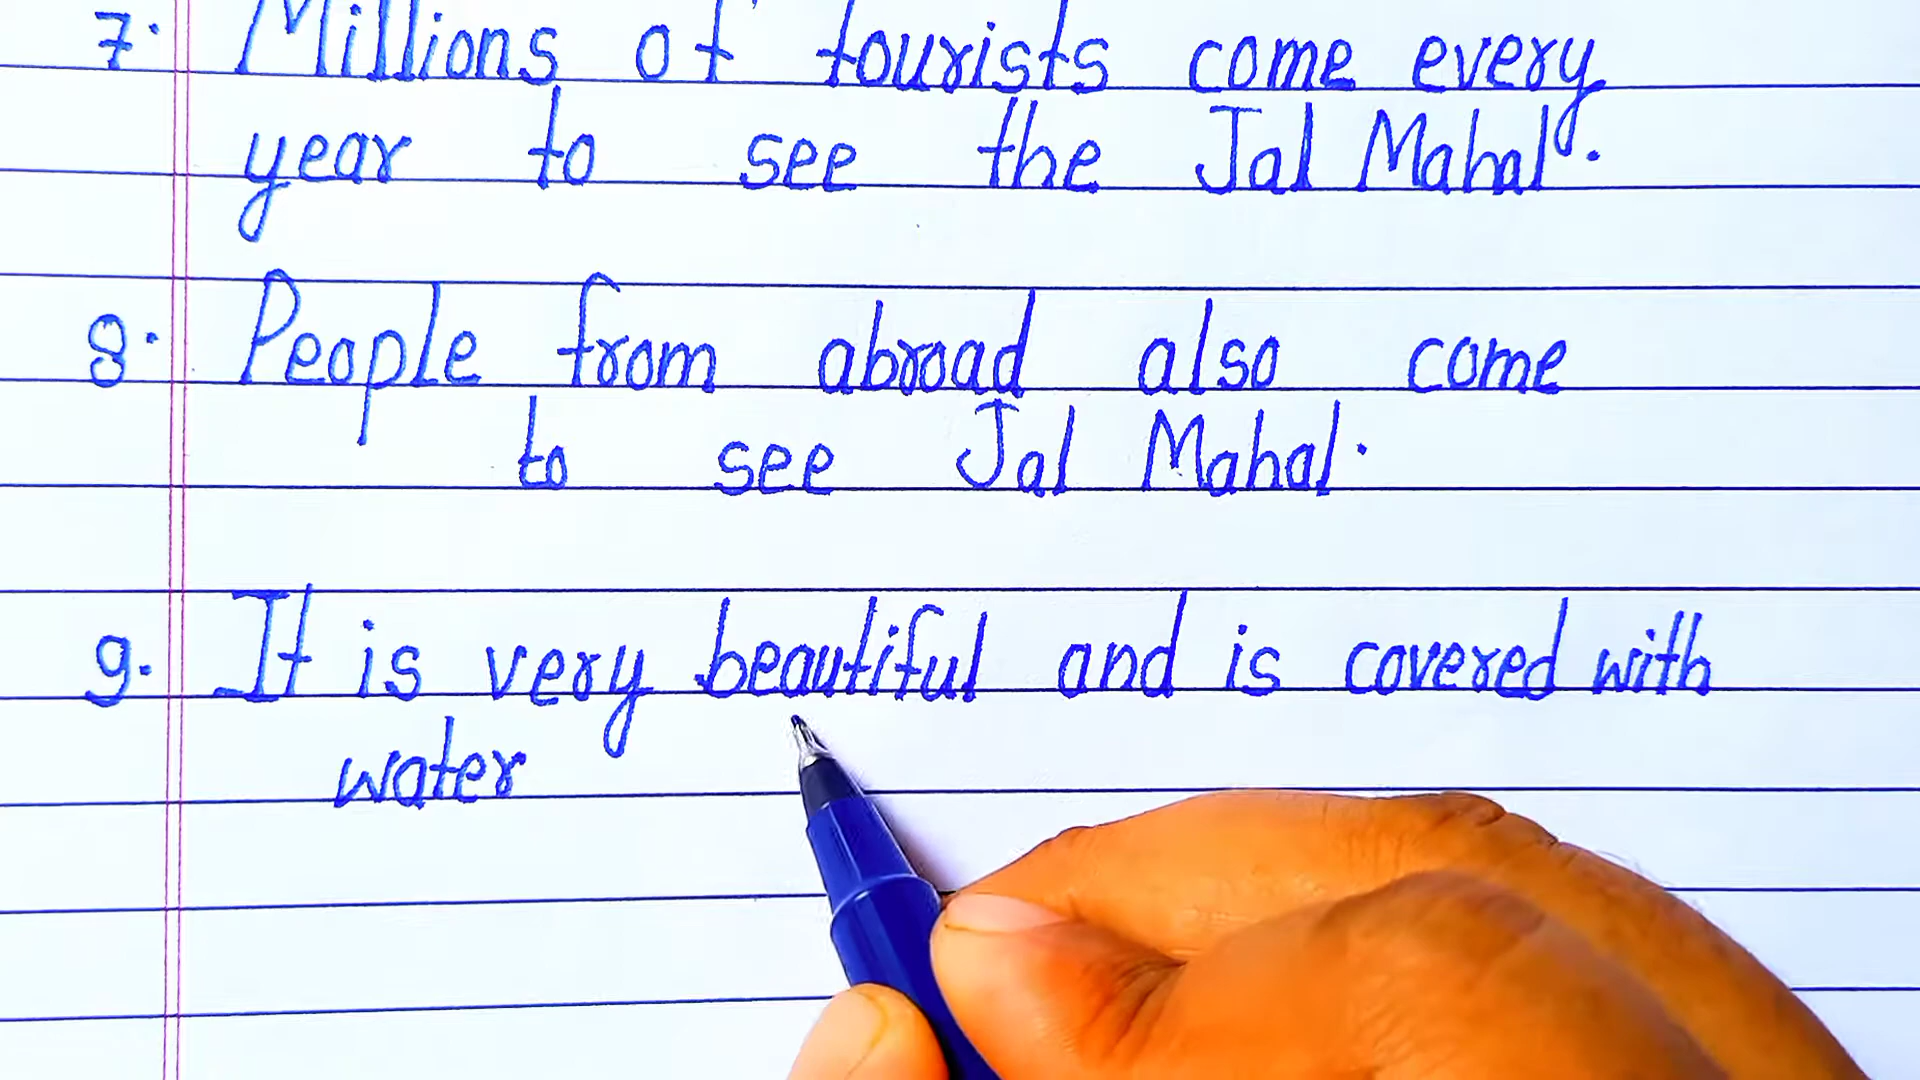 7. Millions of tourists come every
year to see the Jal Mahal.
8. People from abroad also come
to see Jal Mahal.
9. It is very beautiful and is covered with
water